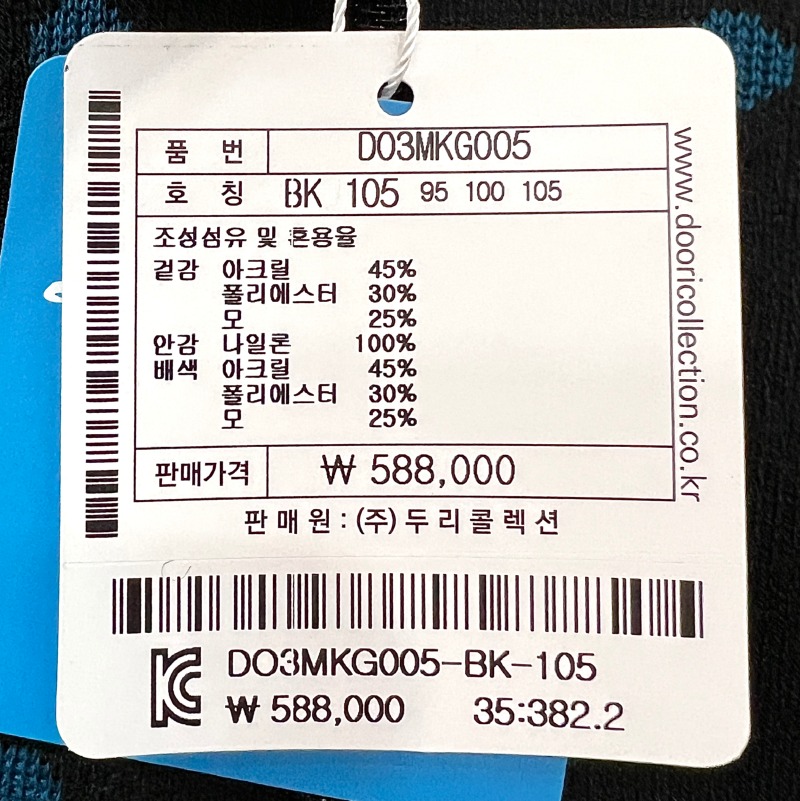 품 번 D03MKG005
호 칭 BK 105 95 100 105
조성섬유 및 혼용율
겉감 아크릴 45%
폴리에스터 30%
모 25%
안감 나일론 100%
배색 아크릴 45%
폴리에스터 30%
모 25%
판매가격 ₩ 588,000
판 매 원 : (주) 두 리 콜 렉 션
www.dooricollection.co.kr
KC D03MKG005-BK-105
₩ 588,000 35:382.2